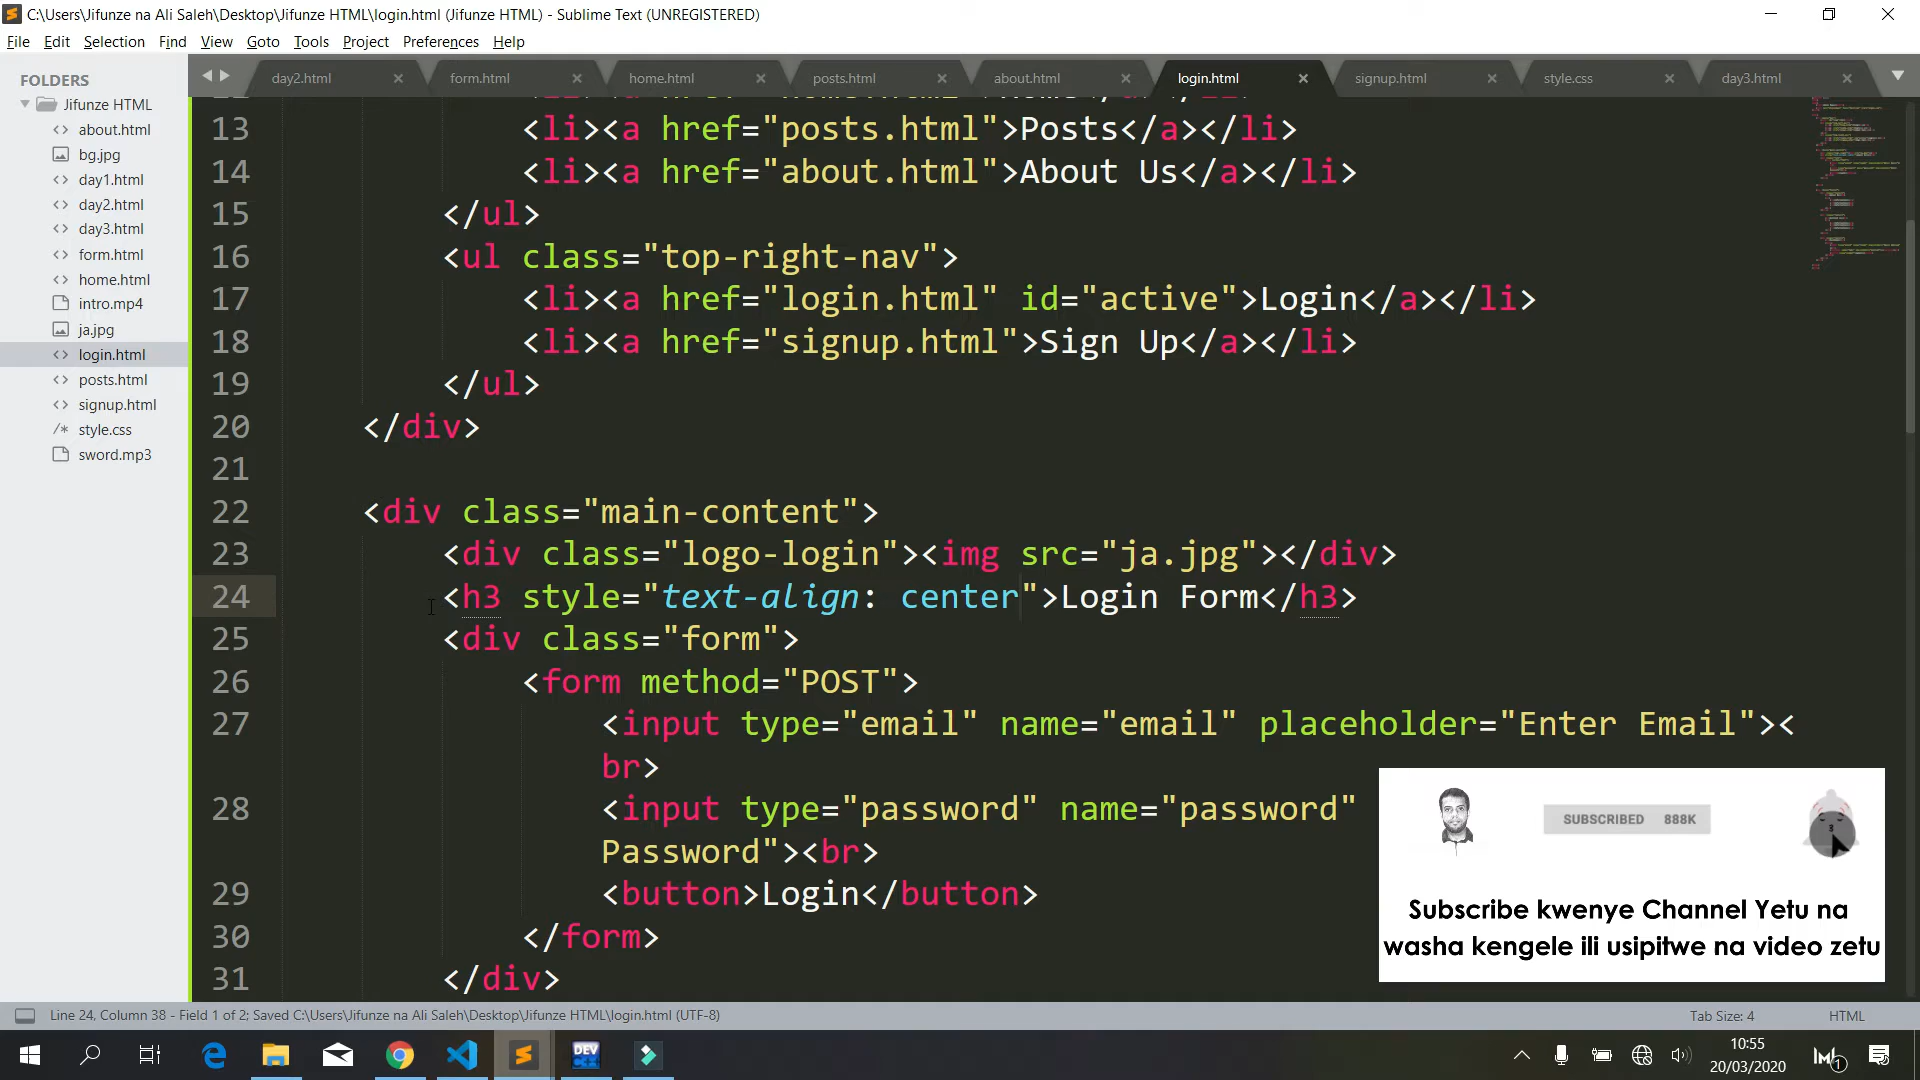 C:\Users\Jifunze na Ali Saleh\Desktop\Jifunze HTML\login.html (Jifunze HTML) - Sublime Text (UNREGISTERED)
File Edit Selection Find View Goto Tools Project Preferences Help
FOLDERS
Jifunze HTML
about.html
bg.jpg
day1.html
day2.html
day3.html
form.html
home.html
intro.mp4
ja.jpg
login.html
posts.html
signup.html
style.css
sword.mp3
day2.html form.html home.html posts.html about.html login.html signup.html style.css day3.html
13 <li><a href="posts.html">Posts</a></li>
14 <li><a href="about.html">About Us</a></li>
15 </ul>
16 <ul class="top-right-nav">
17 <li><a href="login.html" id="active">Login</a></li>
18 <li><a href="signup.html">Sign Up</a></li>
19 </ul>
20 </div>
21
22 <div class="main-content">
23 <div class="logo-login"><img src="ja.jpg"></div>
24 <h3 style="text-align: center">Login Form</h3>
25 <div class="form">
26 <form method="POST">
27 <input type="email" name="email" placeholder="Enter Email"><
br>
28 <input type="password" name="password"
Password"><br>
29 <button>Login</button>
30 </form>
31 </div>
SUBSCRIBED 888K
Subscribe kwenye Channel Yetu na
washa kengele ili usipitwe na video zetu
Line 24, Column 38 - Field 1 of 2; Saved C:\Users\Jifunze na Ali Saleh\Desktop\Jifunze HTML\login.html (UTF-8)
Tab Size: 4 HTML
DEV
10:55
20/03/2020